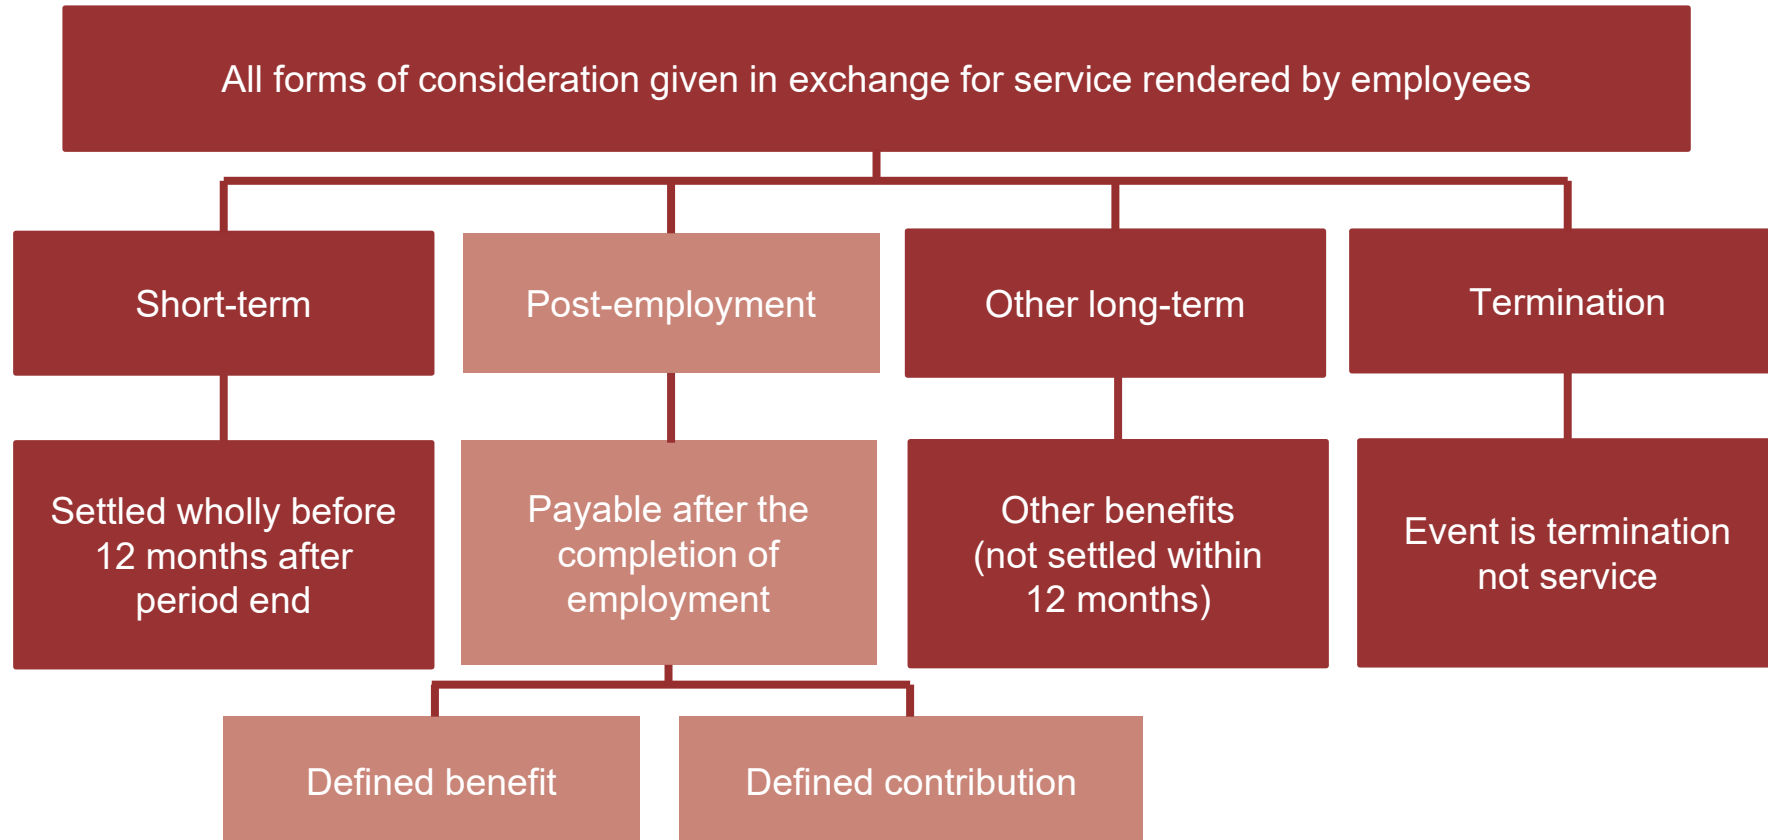 All forms of consideration given in exchange for service rendered by employees
Short-term
Post-employment
Other long-term
Termination
Settled wholly before
12 months after
period end
Payable after the
completion of
employment
Other benefits
(not settled within
12 months)
Event is termination
not service
Defined benefit
Defined contribution